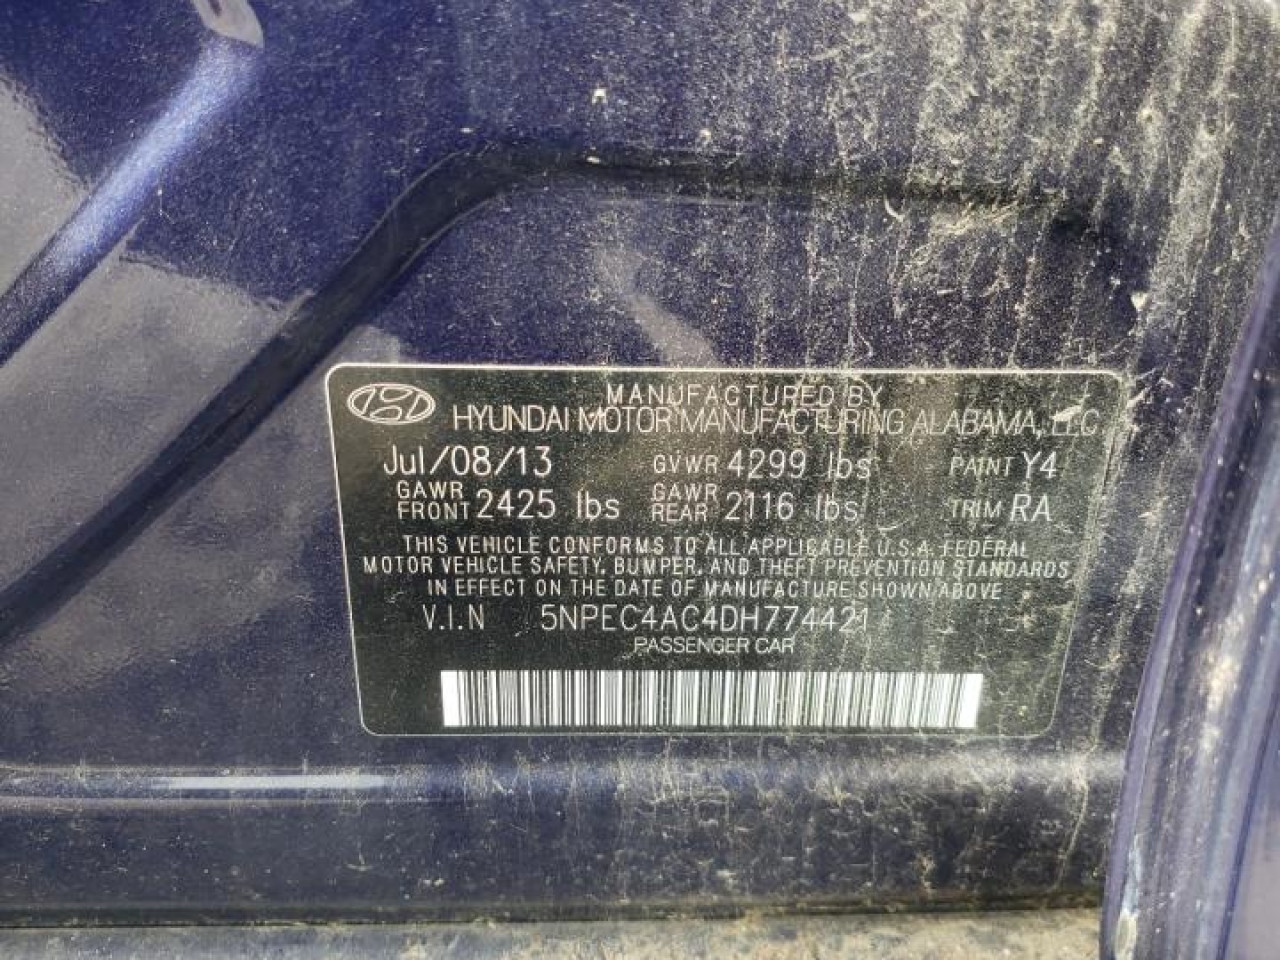 MANUFACTURED BY
HYUNDAI MOTOR MANUFACTURING ALABAMA, LLC
Jul/08/13 GVWR 4299 lbs PAINT Y4
GAWR FRONT 2425 lbs GAWR REAR 2116 lbs TRIM RA
THIS VEHICLE CONFORMS TO ALL APPLICABLE U.S.A. FEDERAL
MOTOR VEHICLE SAFETY, BUMPER, AND THEFT PREVENTION STANDARDS
IN EFFECT ON THE DATE OF MANUFACTURE SHOWN ABOVE
V.I.N 5NPEC4AC4DH774421
PASSENGER CAR